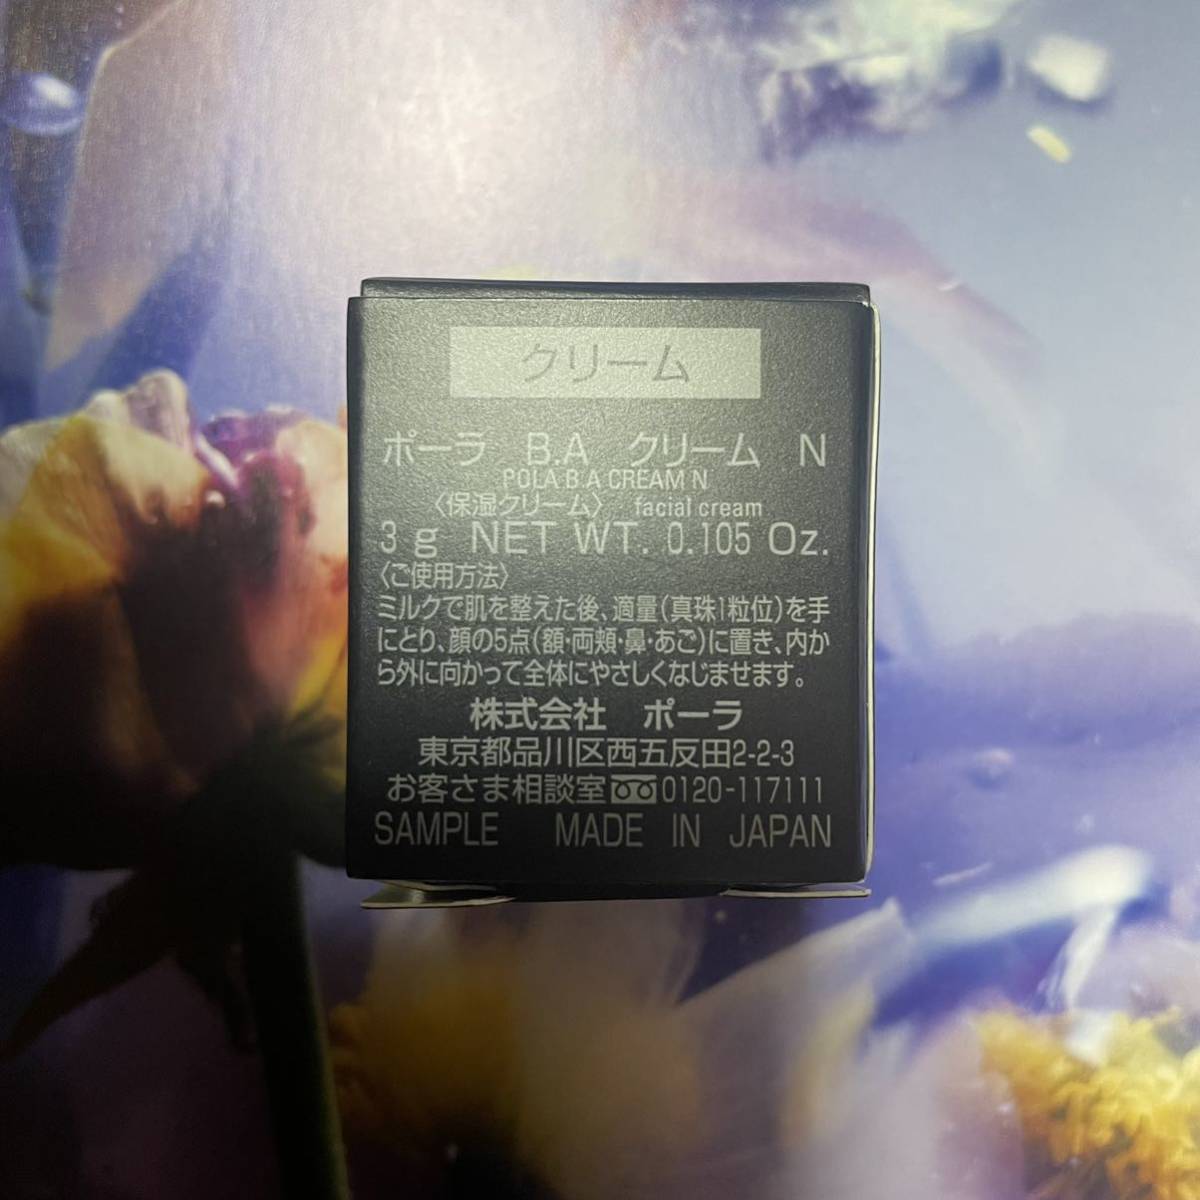 クリーム
ポーラ B.A クリーム N
POLA B.A CREAM N
〈保湿クリーム〉 facial cream
3 g NET WT. 0.105 Oz.
〈ご使用方法〉
ミルクで肌を整えた後、適量(真珠1粒位)を手
にとり、顔の5点(額・両頬・鼻・あご)に置き、内か
ら外に向かって全体にやさしくなじませます。
株式会社 ポーラ
東京都品川区西五反田2-2-3
お客さま相談室 0120-117111
SAMPLE MADE IN JAPAN